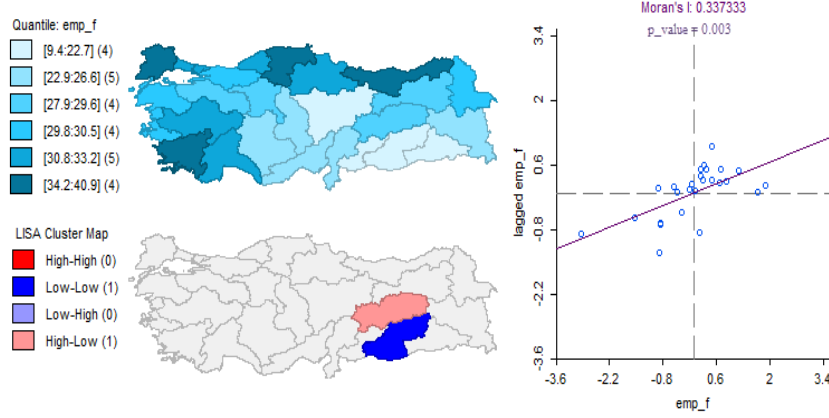 Quantile: emp_f
[9.4:22.7] (4)
[22.9:26.6] (5)
[27.9:29.6] (4)
[29.8:30.5] (4)
[30.8:33.2] (5)
[34.2:40.9] (4)
LISA Cluster Map
High-High (0)
Low-Low (1)
Low-High (0)
High-Low (1)
Moran's I: 0.337333
p_value = 0.003
3.4
2
0.6
-0.8
-2.2
-3.6
lagged emp_f
-3.6
-2.2
-0.8
0.6
2
3.4
emp_f